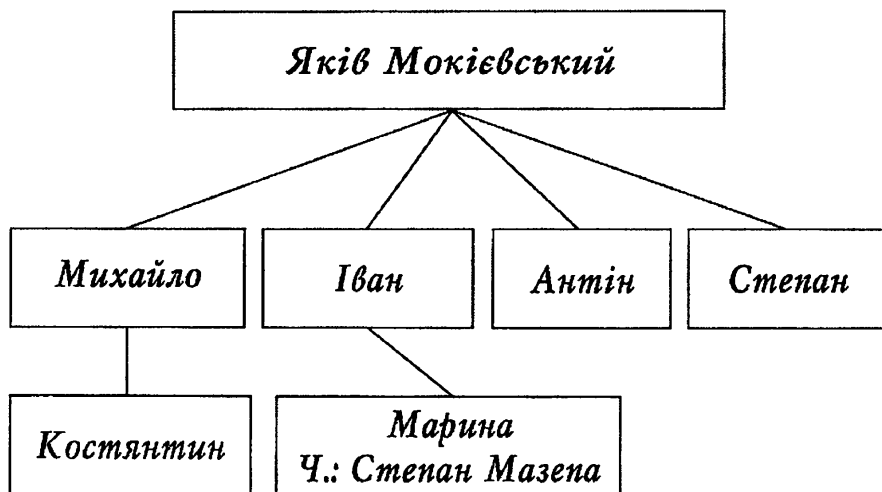 Яків Мокієвський
Михайло
Іван
Антін
Степан
Костянтин
Марина
Ч.: Степан Мазепа